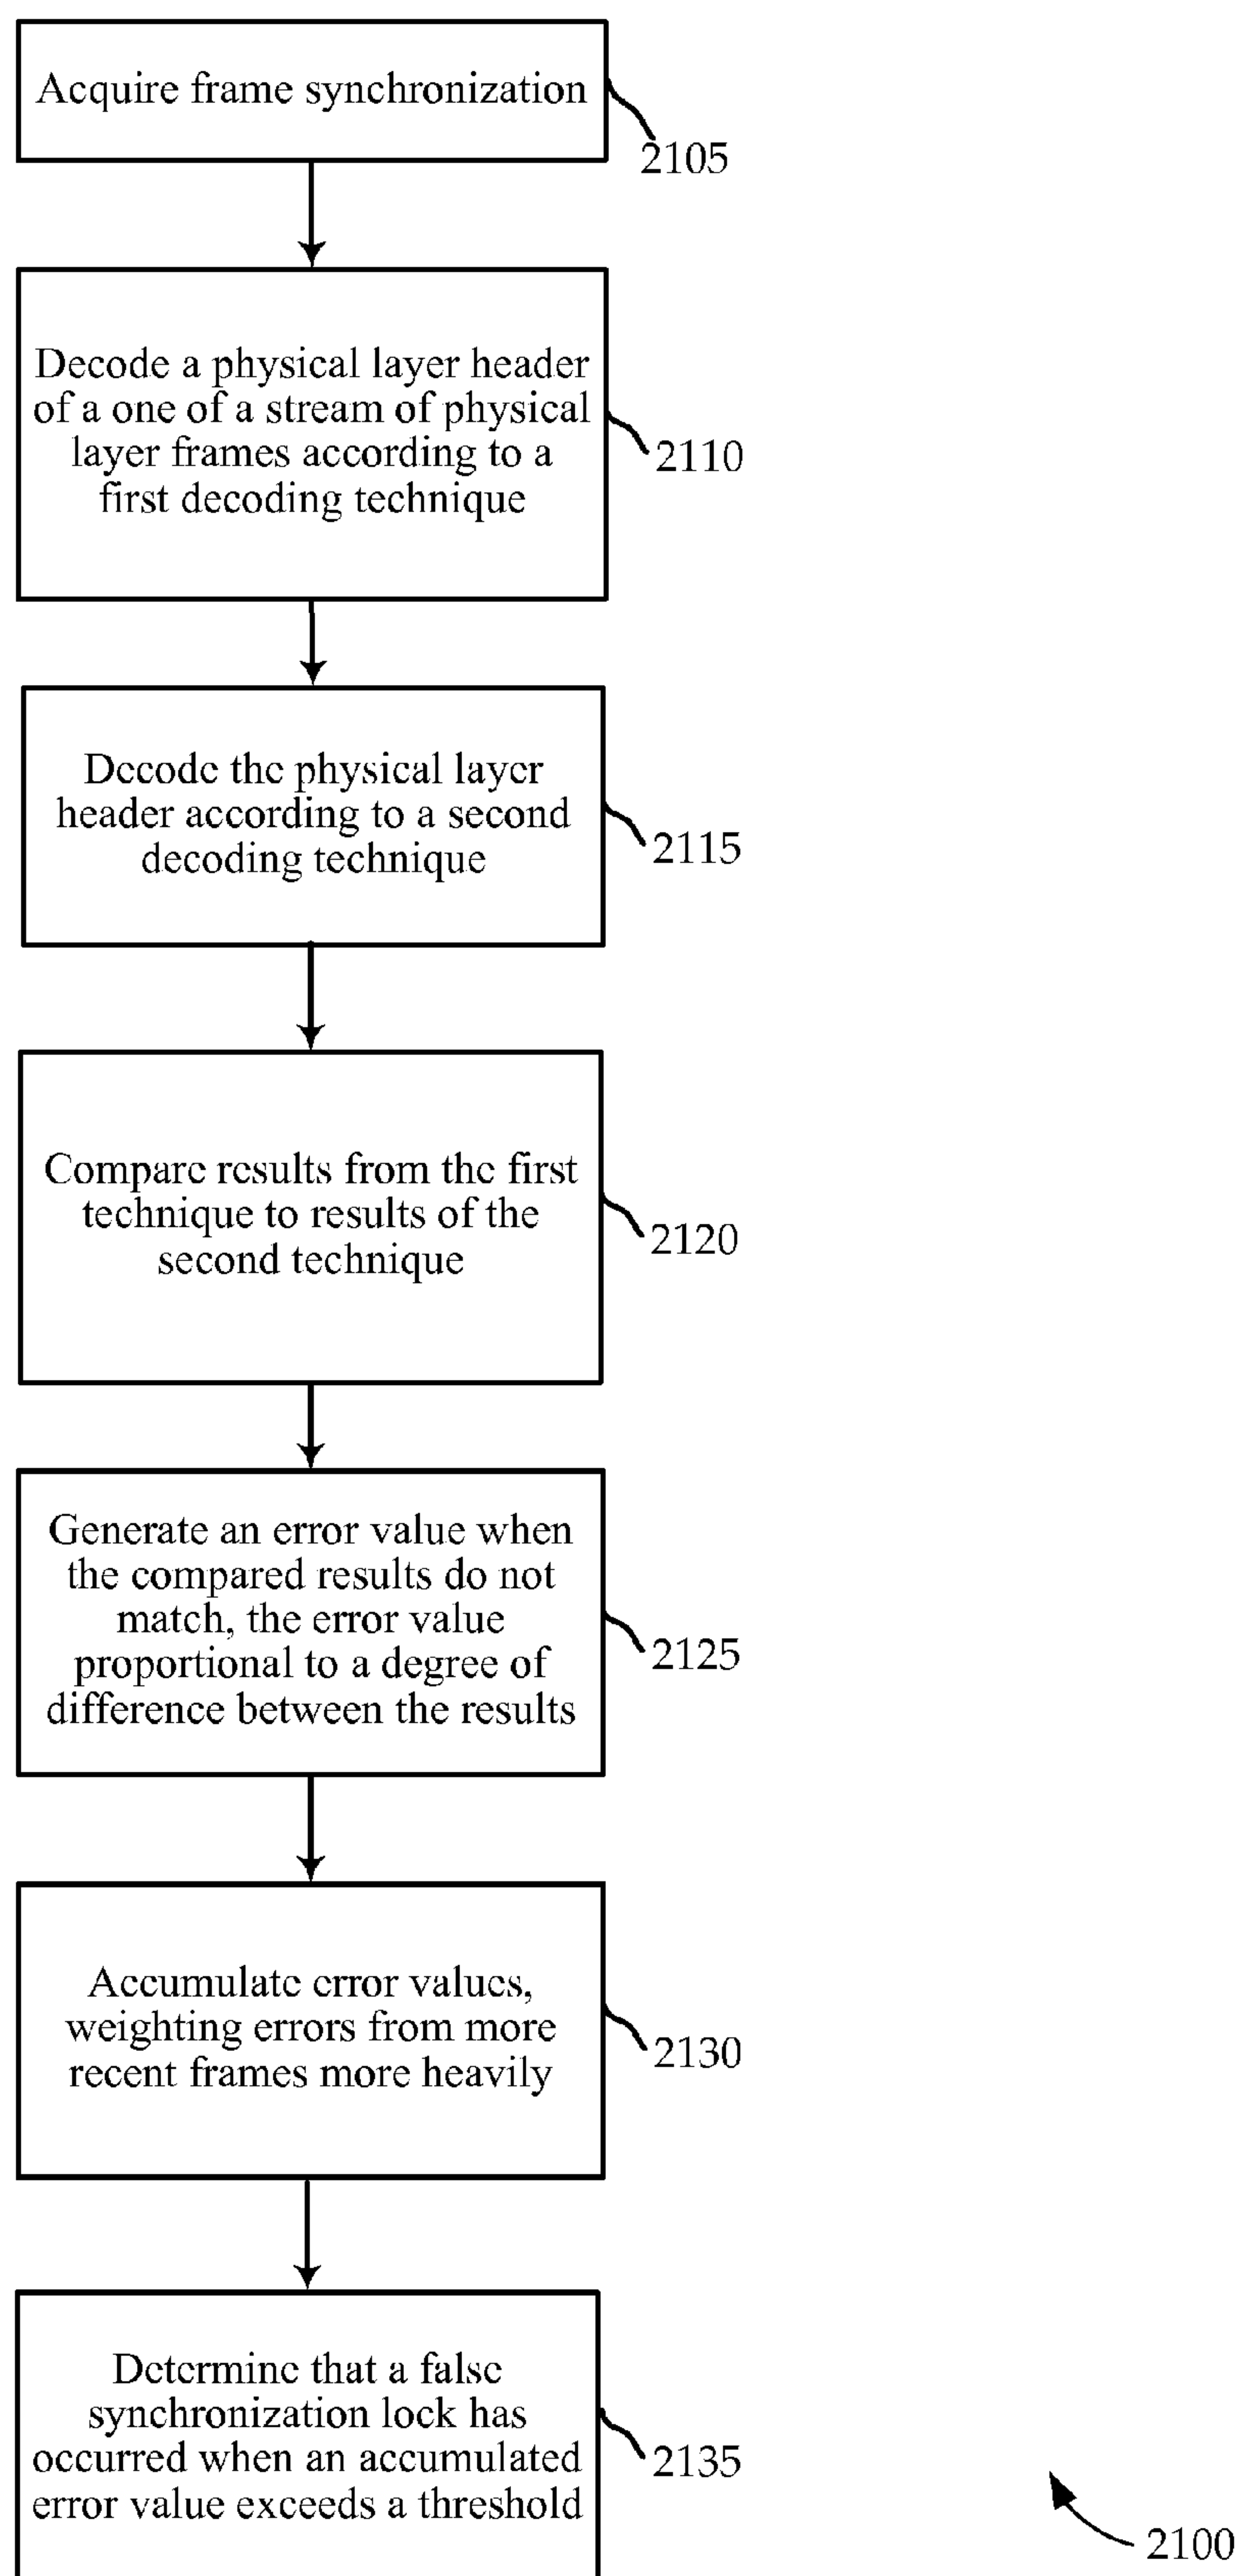 Acquire frame synchronization
2105
Decode a physical layer header
of a one of a stream of physical
layer frames according to a
first decoding technique
2110
Decode the physical layer
header according to a second
decoding technique
2115
Compare results from the first
technique to results of the
second technique
2120
Generate an error value when
the compared results do not
match, the error value
proportional to a degree of
difference between the results
2125
Accumulate error values,
weighting errors from more
recent frames more heavily
2130
Determine that a false
synchronization lock has
occurred when an accumulated
error value exceeds a threshold
2135
2100